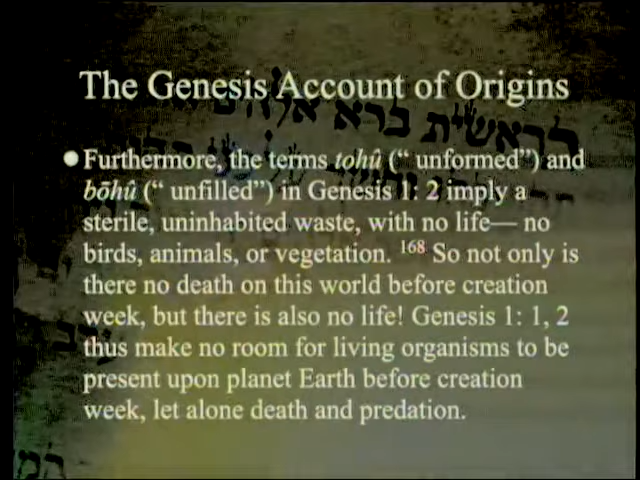 The Genesis Account of Origins
בראשית ברא אלהים
Furthermore, the terms tohû (“ unformed”) and
bōhû (“ unfilled”) in Genesis 1: 2 imply a
sterile, uninhabited waste, with no life— no
birds, animals, or vegetation. 168 So not only is
there no death on this world before creation
week, but there is also no life! Genesis 1: 1, 2
thus make no room for living organisms to be
present upon planet Earth before creation
week, let alone death and predation.